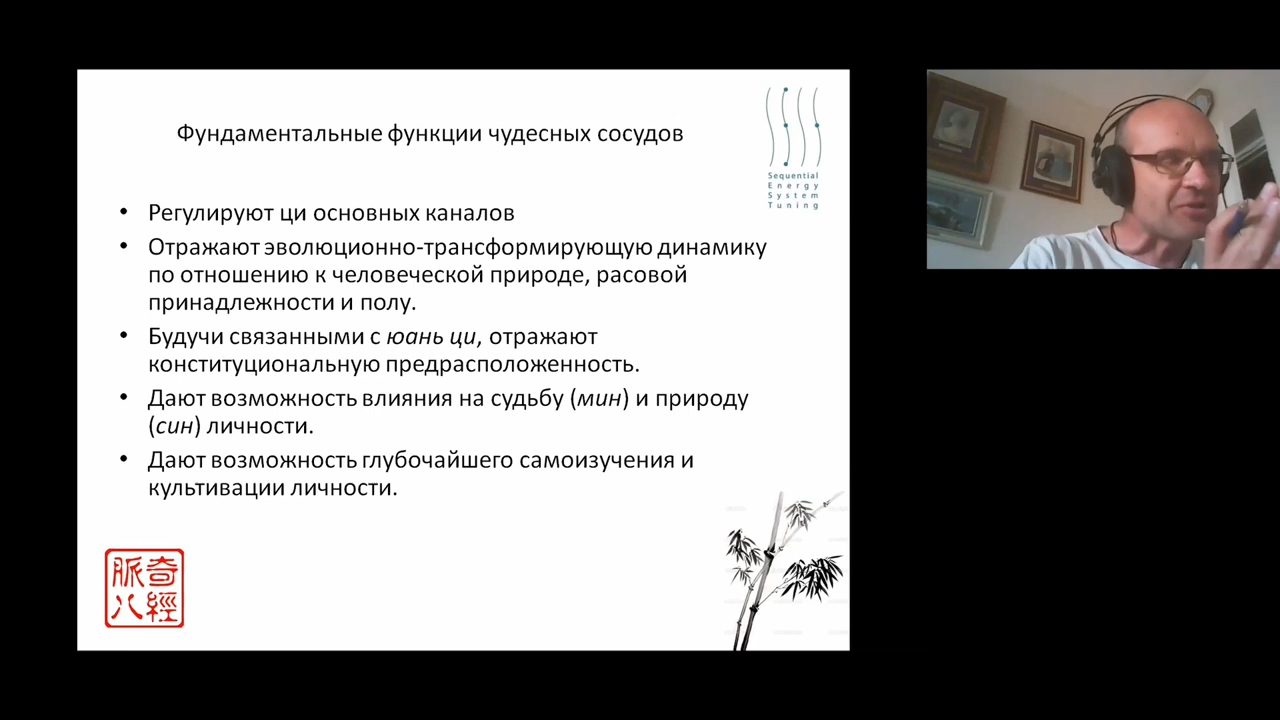 Фундаментальные функции чудесных сосудов
Sequential
Energy
System
Tuning
• Регулируют ци основных каналов
• Отражают эволюционно-трансформирующую динамику
по отношению к человеческой природе, расовой
принадлежности и полу.
• Будучи связанными с юань ци, отражают
конституциональную предрасположенность.
• Дают возможность влияния на судьбу (мин) и природу
(син) личности.
• Дают возможность глубочайшего самоизучения и
культивации личности.
奇經
八脈